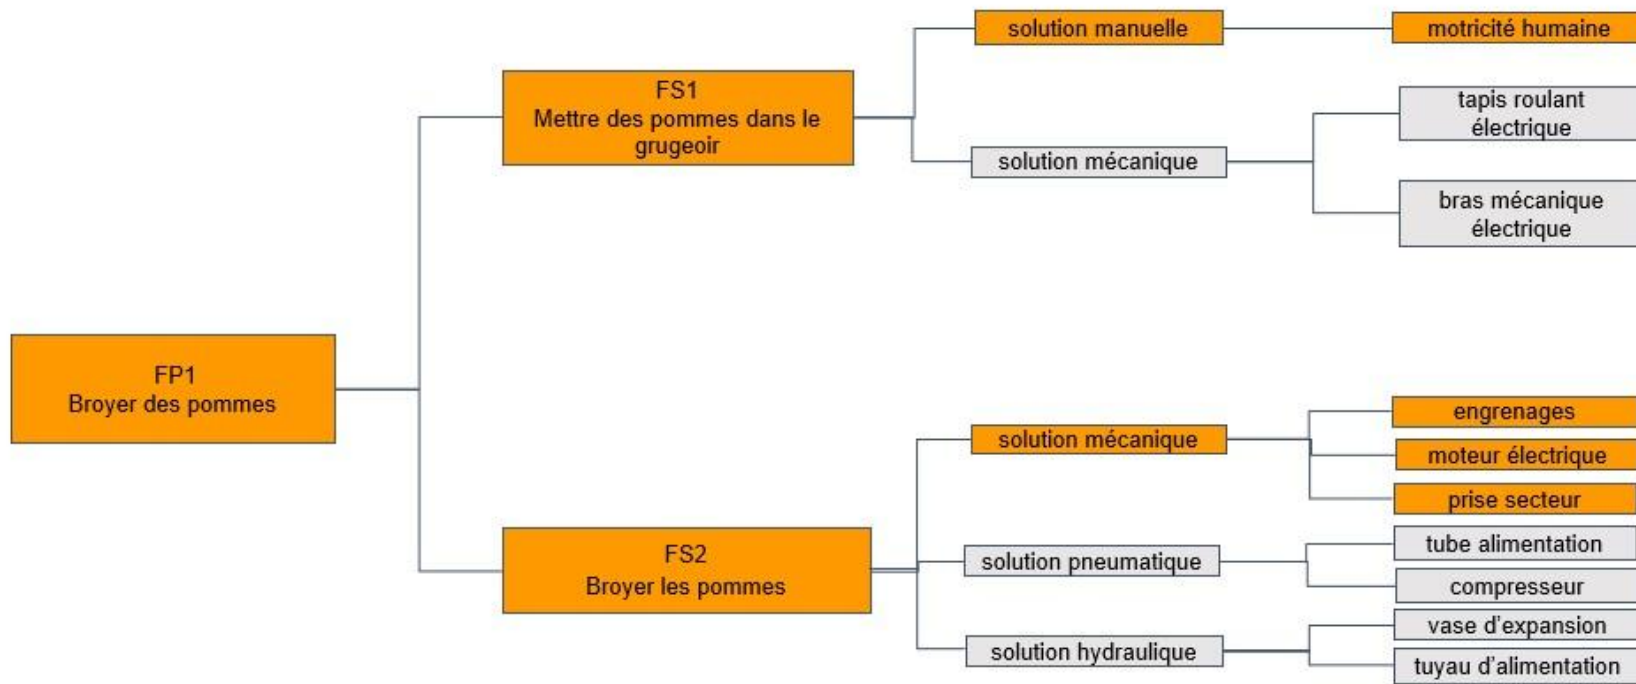 solution manuelle
motricité humaine
FS1
Mettre des pommes dans le
grugeoir
tapis roulant
électrique
solution mécanique
bras mécanique
électrique
FP1
Broyer des pommes
engrenages
solution mécanique
moteur électrique
prise secteur
FS2
Broyer les pommes
solution pneumatique
tube alimentation
compresseur
solution hydraulique
vase d'expansion
tuyau d'alimentation